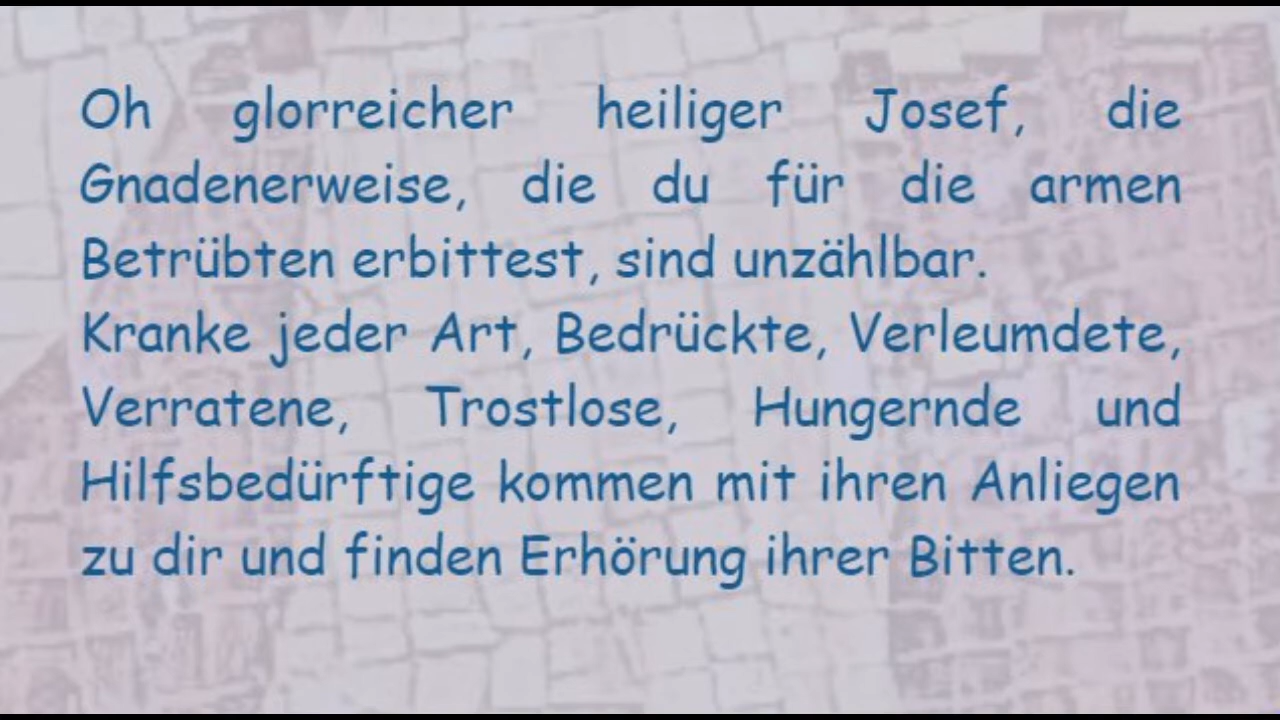 Oh glorreicher heiliger Josef, die
Gnadenerweise, die du für die armen
Betrübten erbittest, sind unzählbar.
Kranke jeder Art, Bedrückte, Verleumdete,
Verratene, Trostlose, Hungernde und
Hilfsbedürftige kommen mit ihren Anliegen
zu dir und finden Erhörung ihrer Bitten.